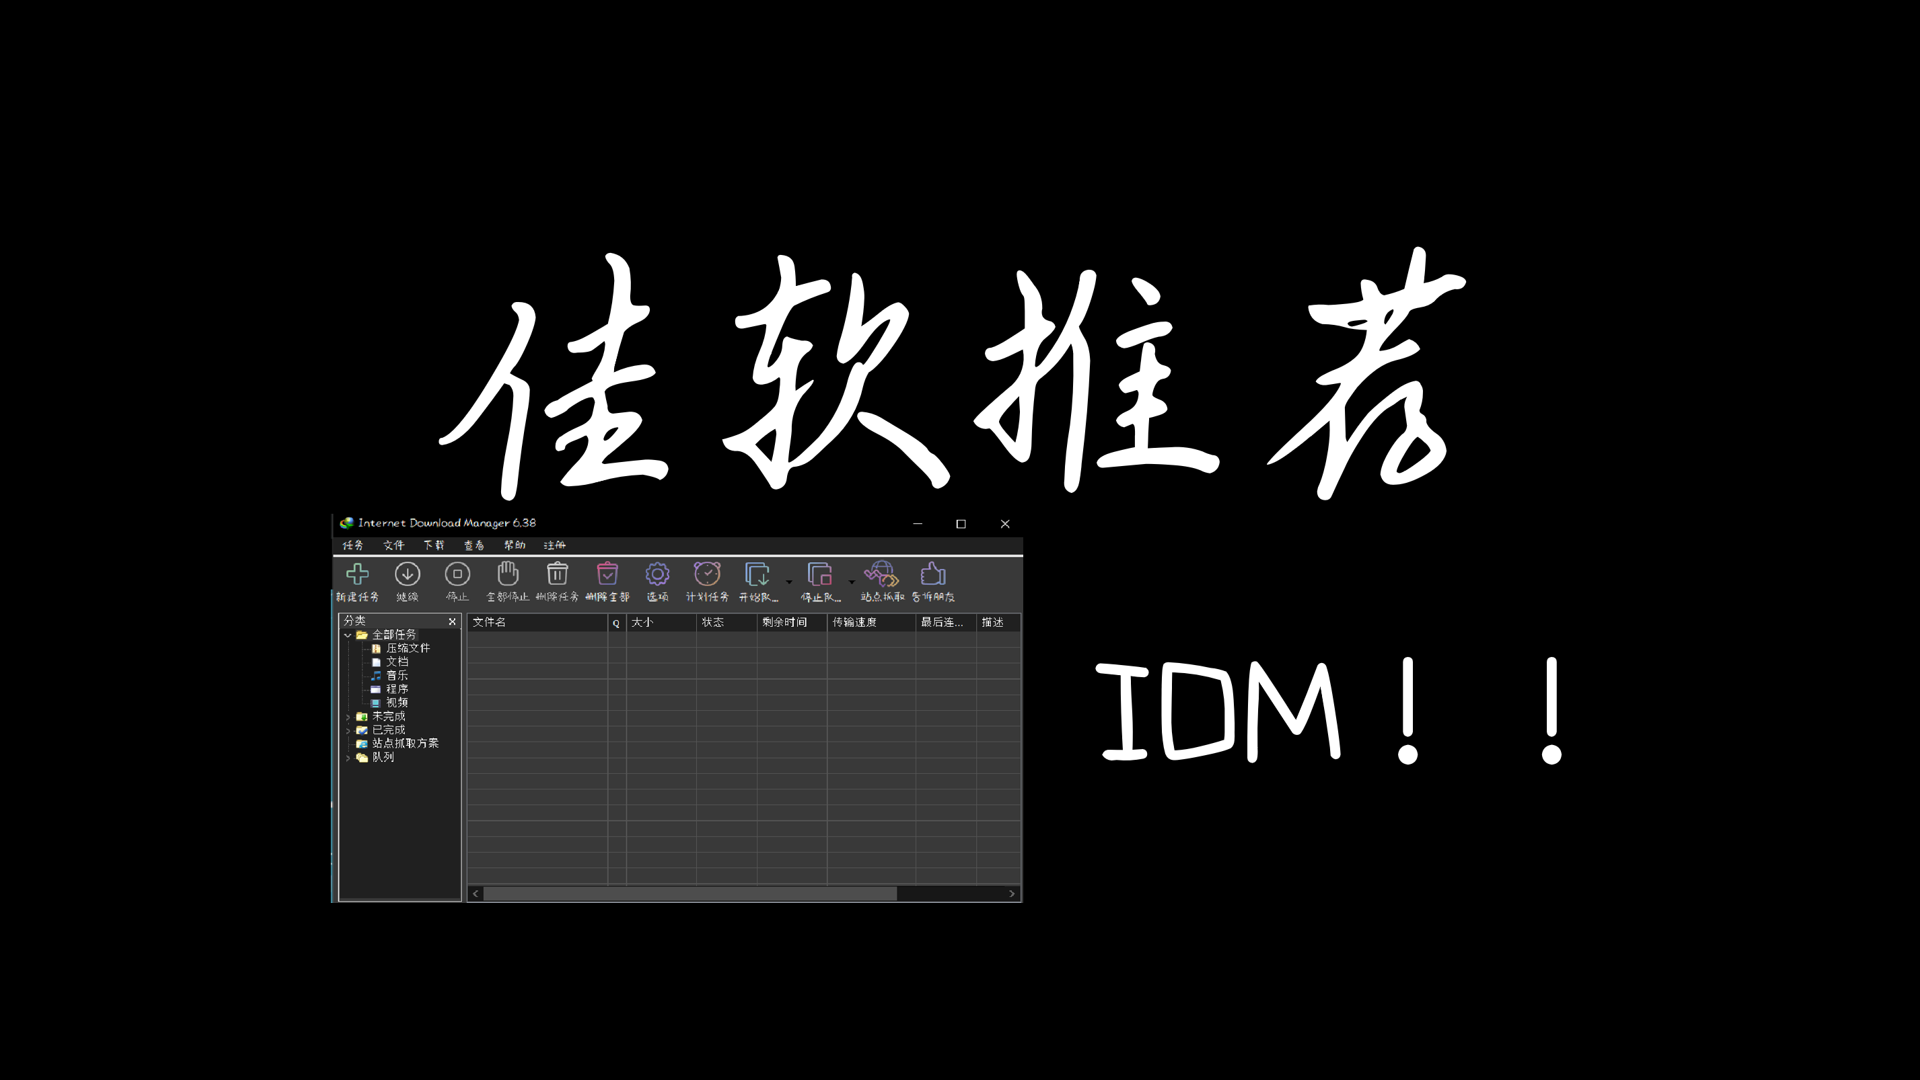 佳软推荐
Internet Download Manager 6.38
任务 文件 下载 查看 帮助 注册
新建任务 继续 停止 全部停止 删除任务 删除全部 选项 计划任务 开始队... 停止队... 站点抓取 告诉朋友
分类
文件名 Q 大小 状态 剩余时间 传输速度 最后连... 描述
全部任务
压缩文件
文档
音乐
程序
视频
未完成
已完成
站点抓取方案
队列
IDM！！